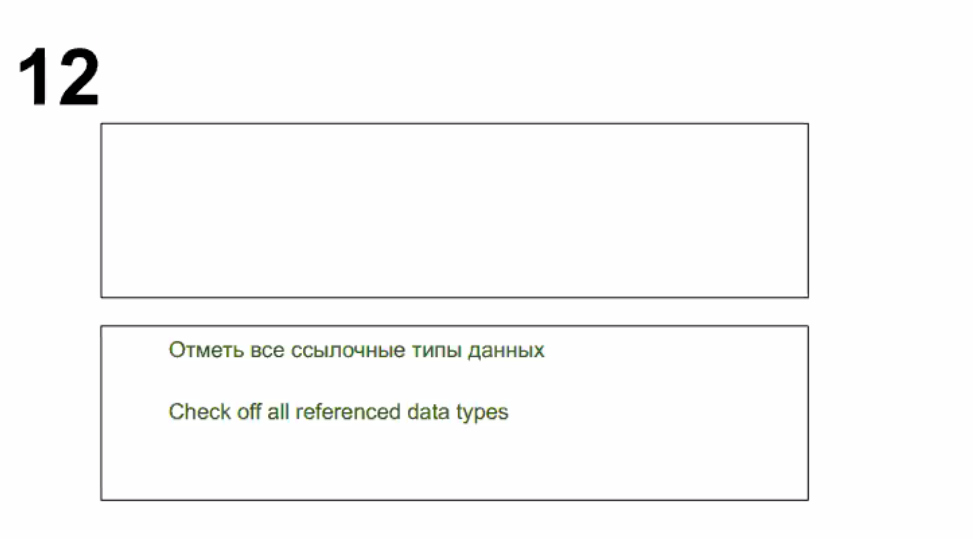 12
Отметь все ссылочные типы данных
Check off all referenced data types